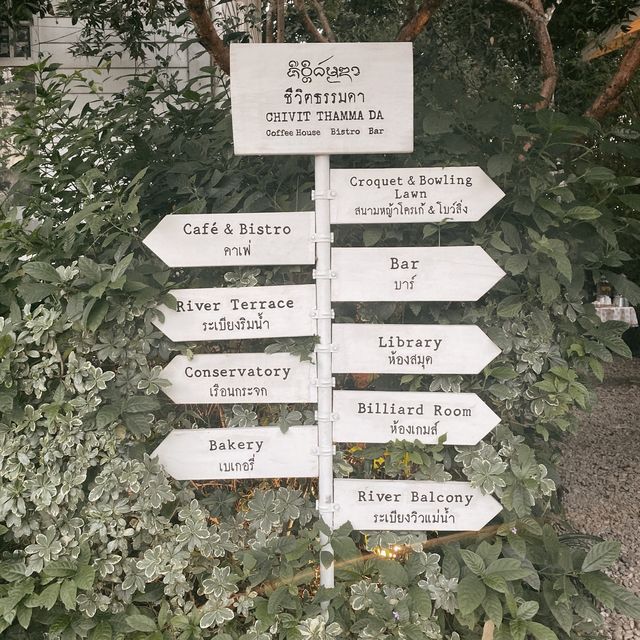 ชีวิตธรรมดา
CHIVIT THAMMA DA
Coffee House Bistro Bar
Croquet & Bowling
Lawn
สนามหญ้าโครเก้ & โบว์ลิ่ง
Café & Bistro
คาเฟ่
Bar
บาร์
River Terrace
ระเบียงริมน้ำ
Library
ห้องสมุด
Conservatory
เรือนกระจก
Billiard Room
ห้องเกมส์
Bakery
เบเกอรี่
River Balcony
ระเบียงวิวแม่น้ำ